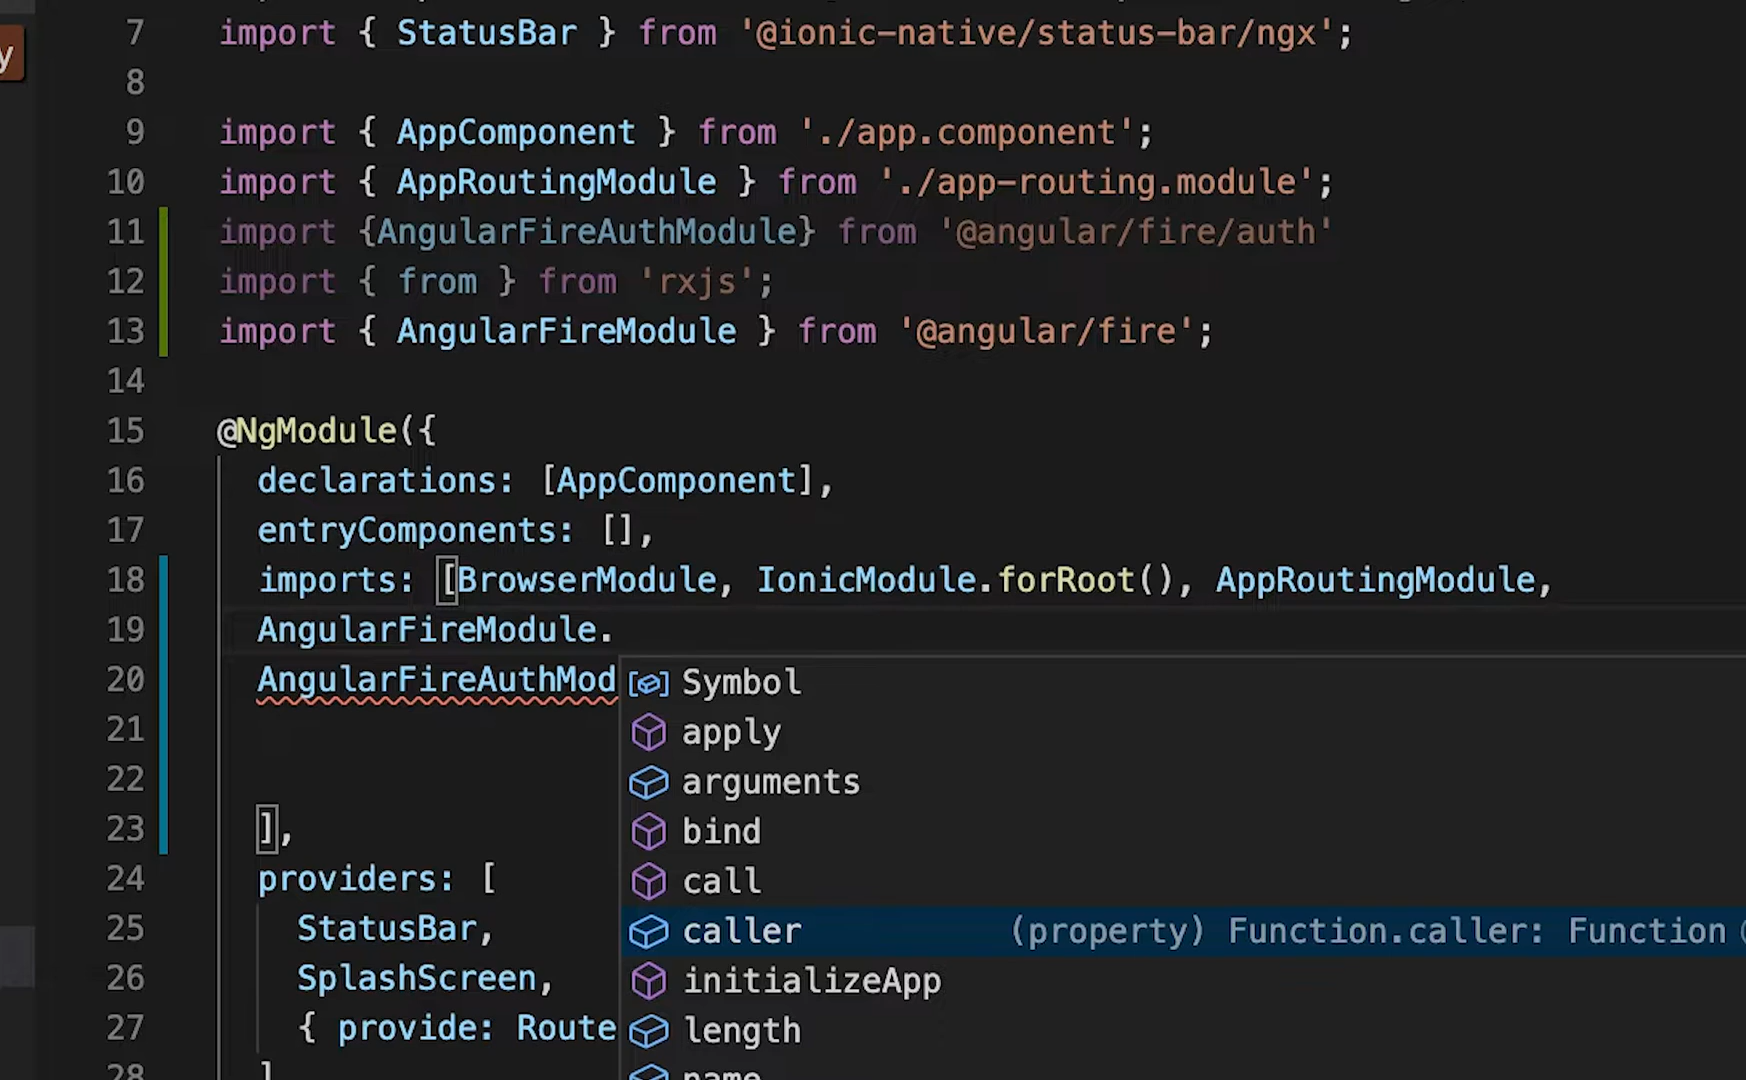 y
7 import { StatusBar } from '@ionic-native/status-bar/ngx';
8
9 import { AppComponent } from './app.component';
10 import { AppRoutingModule } from './app-routing.module';
11 import {AngularFireAuthModule} from '@angular/fire/auth'
12 import { from } from 'rxjs';
13 import { AngularFireModule } from '@angular/fire';
14
15 @NgModule({
16 declarations: [AppComponent],
17 entryComponents: [],
18 imports: [BrowserModule, IonicModule.forRoot(), AppRoutingModule,
19 AngularFireModule.
20 AngularFireAuthMod
21
22
23 ],
24 providers: [
25 StatusBar,
26 SplashScreen,
27 { provide: Route
28 ]
Symbol
apply
arguments
bind
call
caller (property) Function.caller: Function
initializeApp
length
name